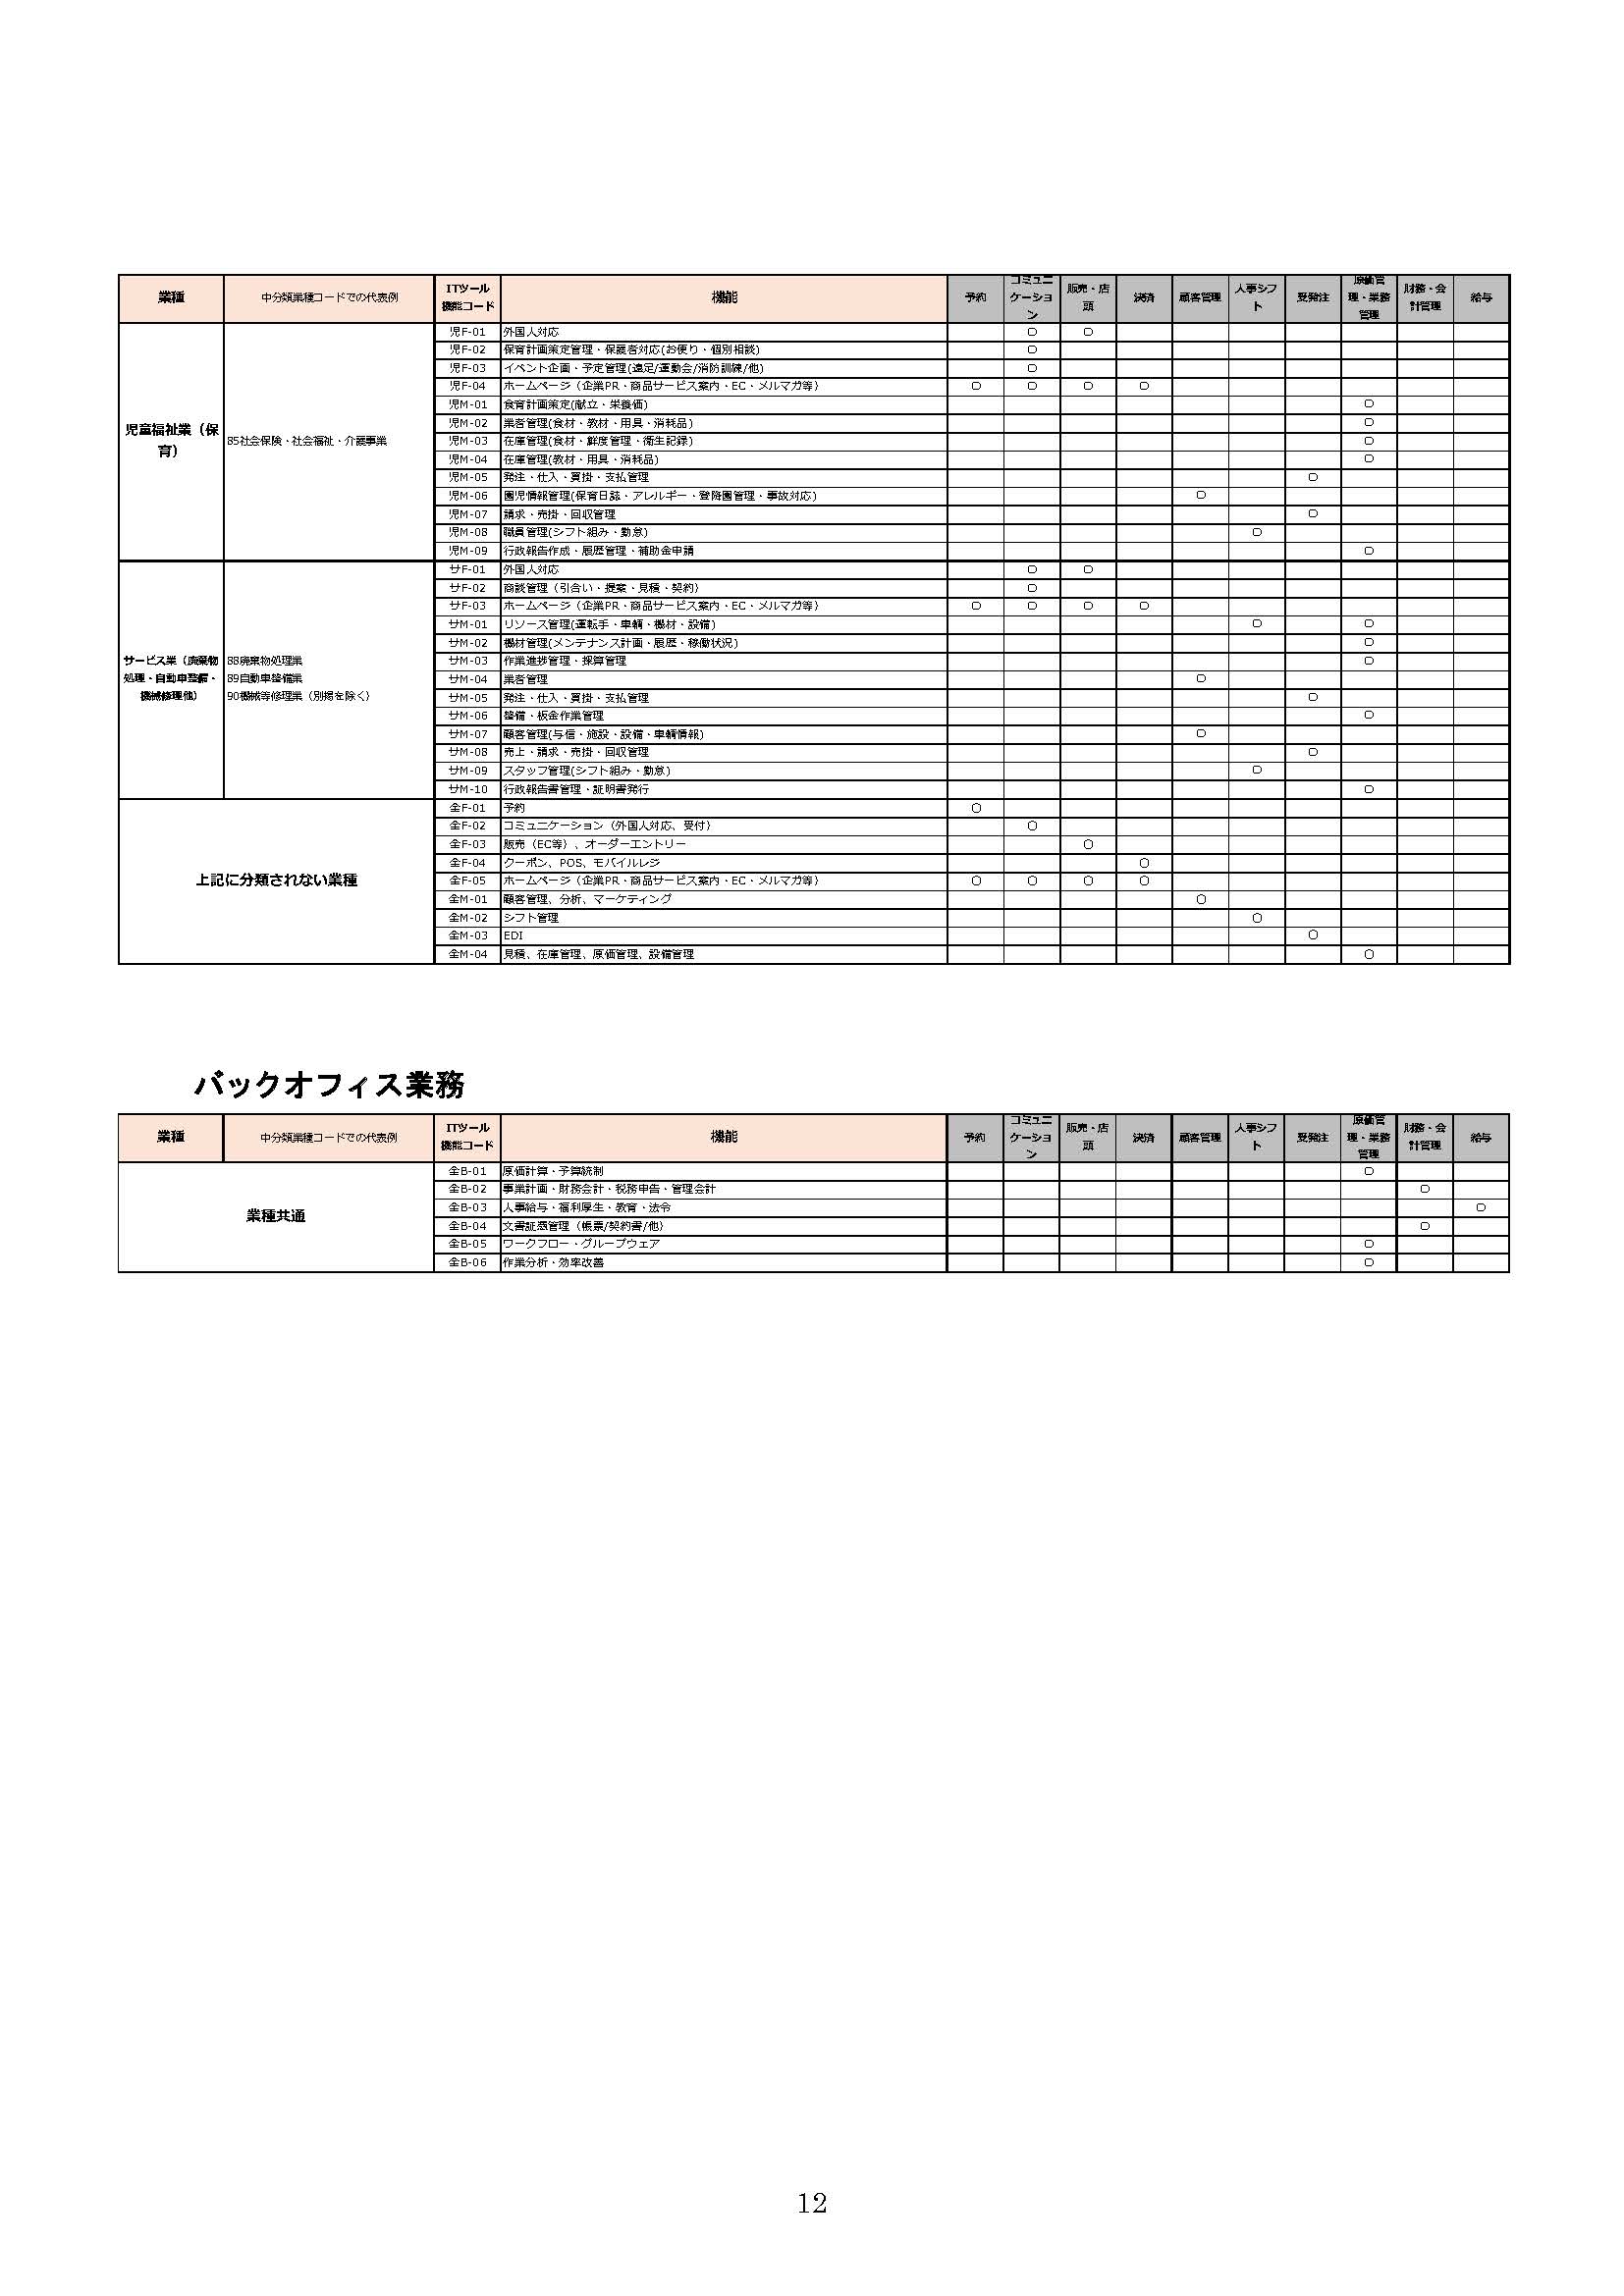 業種 中分類業種コードでの代表例 ITツール機能コード 機能 予約 コミュニケーション 販売・店頭 決済 顧客管理 人事シフト 受発注 原価管理・業務管理 財務・会計管理 給与
児童福祉業（保育） 85社会保険・社会福祉・介護事業
児F-01 外国人対応 ○ ○
児F-02 保育計画策定管理・保護者対応(お便り・個別相談) ○
児F-03 イベント企画・予定管理(遠足/運動会/消防訓練/他) ○
児F-04 ホームページ（企業PR・商品サービス案内・EC・メルマガ等） ○ ○ ○ ○
児M-01 食育計画策定(献立・栄養価) ○
児M-02 業者管理(食材・教材・用具・消耗品) ○
児M-03 在庫管理(食材・鮮度管理・衛生記録) ○
児M-04 在庫管理(教材・用具・消耗品) ○
児M-05 発注・仕入・買掛・支払管理 ○
児M-06 園児情報管理(保育日誌・アレルギー・登降園管理・事故対応) ○
児M-07 請求・売掛・回収管理 ○
児M-08 職員管理(シフト組み・勤怠) ○
児M-09 行政報告作成・履歴管理・補助金申請 ○
サービス業（廃棄物処理・自動車整備・機械修理他）
88廃棄物処理業
89自動車整備業
90機械等修理業（別掲を除く）
サF-01 外国人対応 ○ ○
サF-02 商談管理（引合い・提案・見積・契約） ○
サF-03 ホームページ（企業PR・商品サービス案内・EC・メルマガ等） ○ ○ ○ ○
サM-01 リソース管理(運転手・車輌・機材・設備) ○ ○
サM-02 機材管理(メンテナンス計画・履歴・稼働状況) ○
サM-03 作業進捗管理・採算管理 ○
サM-04 業者管理 ○
サM-05 発注・仕入・買掛・支払管理 ○
サM-06 整備・板金作業管理 ○
サM-07 顧客管理(与信・施設・設備・車輌情報) ○
サM-08 売上・請求・売掛・回収管理 ○
サM-09 スタッフ管理(シフト組み・勤怠) ○
サM-10 行政報告書管理・証明書発行 ○
上記に分類されない業種
全F-01 予約 ○
全F-02 コミュニケーション（外国人対応、受付） ○
全F-03 販売（EC等）、オーダーエントリー ○
全F-04 クーポン、POS、モバイルレジ ○
全F-05 ホームページ（企業PR・商品サービス案内・EC・メルマガ等） ○ ○ ○ ○
全M-01 顧客管理、分析、マーケティング ○
全M-02 シフト管理 ○
全M-03 EDI ○
全M-04 見積、在庫管理、原価管理、設備管理 ○
バックオフィス業務
業種 中分類業種コードでの代表例 ITツール機能コード 機能 予約 コミュニケーション 販売・店頭 決済 顧客管理 人事シフト 受発注 原価管理・業務管理 財務・会計管理 給与
業種共通
全B-01 原価計算・予算統制 ○
全B-02 事業計画・財務会計・税務申告・管理会計 ○
全B-03 人事給与・福利厚生・教育・法令 ○
全B-04 文書証憑管理（帳票/契約書/他） ○
全B-05 ワークフロー・グループウェア ○
全B-06 作業分析・効率改善 ○
12